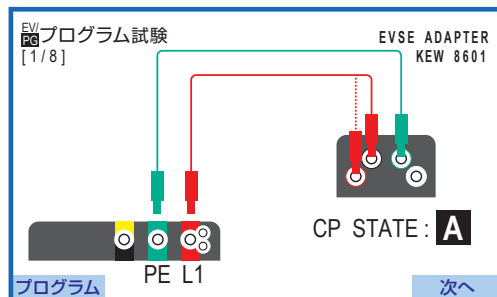 EV/PG プログラム試験
[1/8]
EVSE ADAPTER
KEW 8601
CP STATE : A
PE L1
プログラム
次へ